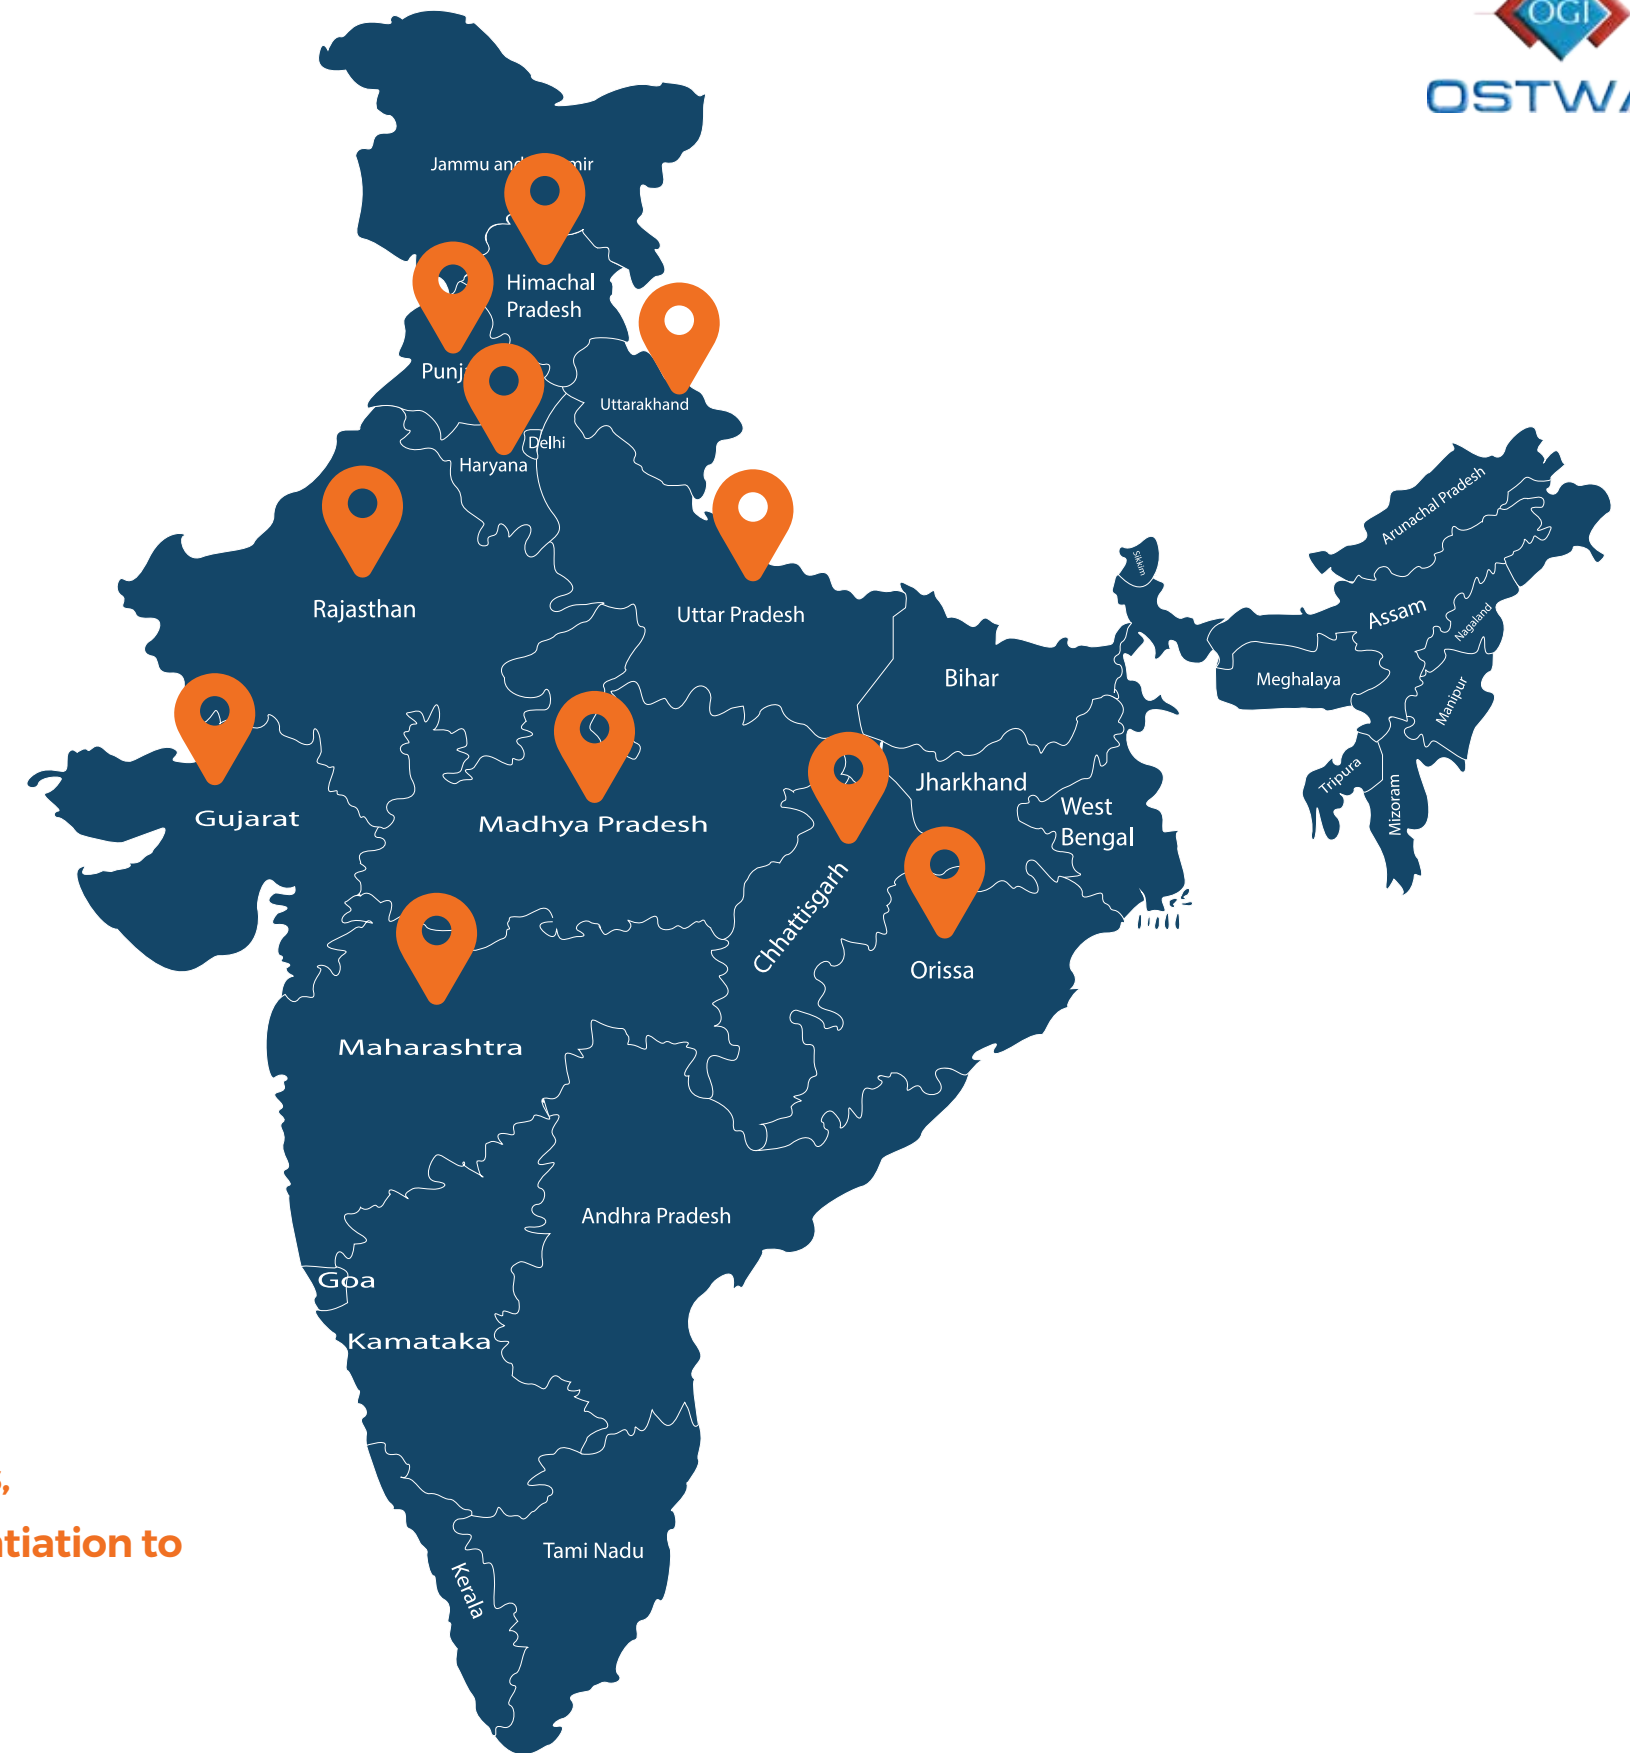 OGI
OSTWA
Jammu and
mir
Himachal
Pradesh
Punj
Uttarakhand
Delhi
Haryana
Rajasthan
Uttar Pradesh
Bihar
Sikkim
Arunachal Pradesh
Assam
Nagaland
Meghalaya
Manipur
Tripura
Mizoram
Gujarat
Madhya Pradesh
Jharkhand
West
Bengal
Chhattisgarh
Orissa
Maharashtra
Andhra Pradesh
Goa
Kamataka
Tami Nadu
Kerala
ntiation to